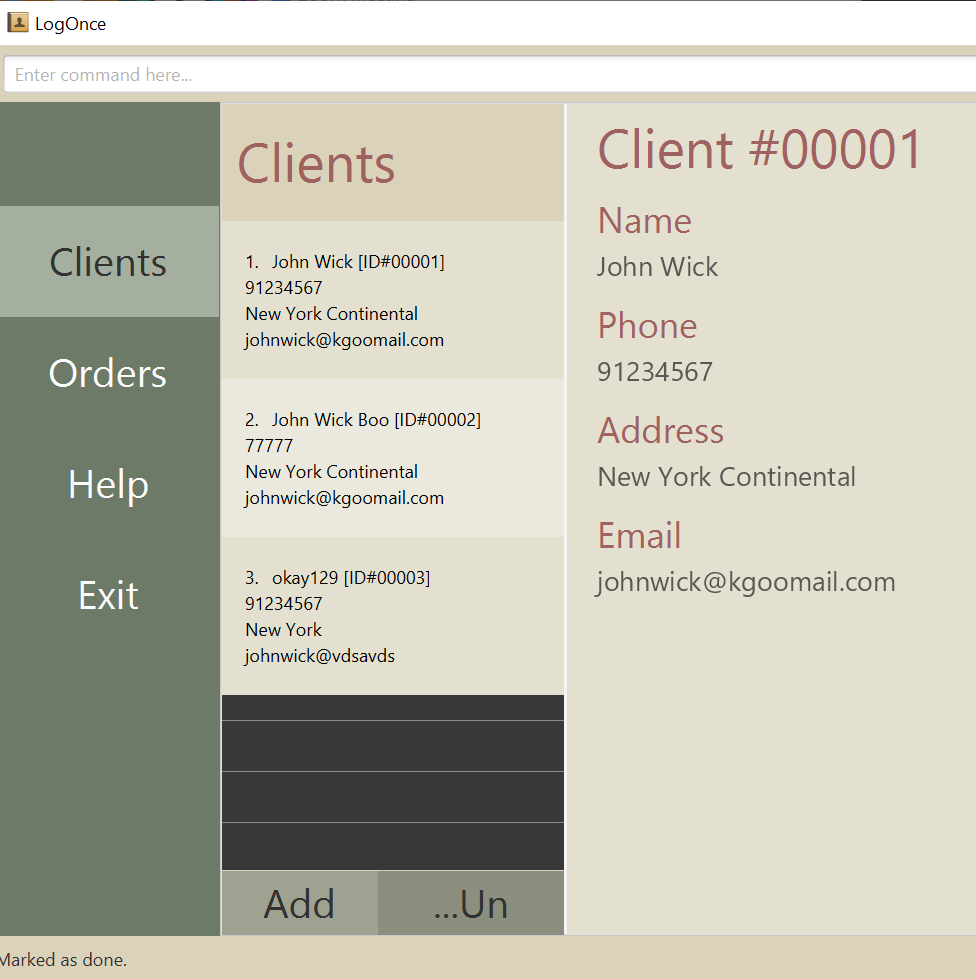 LogOnce
Enter command here...
Clients
Orders
Help
Exit
Clients
1. John Wick [ID#00001]
91234567
New York Continental
johnwick@kgoomail.com
2. John Wick Boo [ID#00002]
77777
New York Continental
johnwick@kgoomail.com
3. okay129 [ID#00003]
91234567
New York
johnwick@vdsavds
Add
...Un
Client #00001
Name
John Wick
Phone
91234567
Address
New York Continental
Email
johnwick@kgoomail.com
Marked as done.